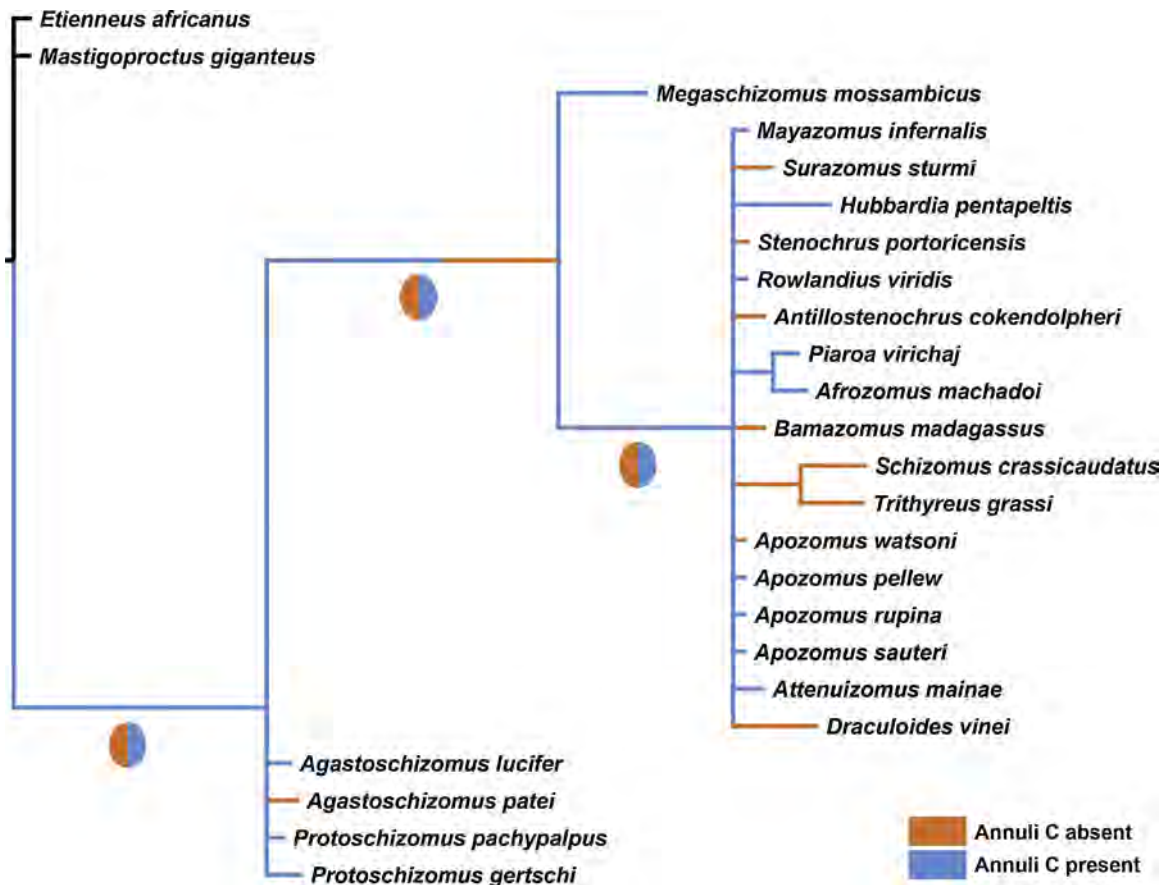 Etienneus africanus
Mastigoproctus giganteus
Megaschizomus mossambicus
Mayazomus infernalis
Surazomus sturmi
Hubbardia pentapeltis
Stenochrus portoricensis
Rowlandius viridis
Antillostenochrus cokendolpheri
Piaroa virichaj
Afrozomus machadoi
Bamazomus madagassus
Schizomus crassicaudatus
Trithyreus grassi
Apozomus watsoni
Apozomus pellew
Apozomus rupina
Apozomus sauteri
Attenuizomus mainae
Draculoides vinei
Agastoschizomus lucifer
Agastoschizomus patei
Protoschizomus pachypalpus
Protoschizomus gertschi
Annuli C absent
Annuli C present